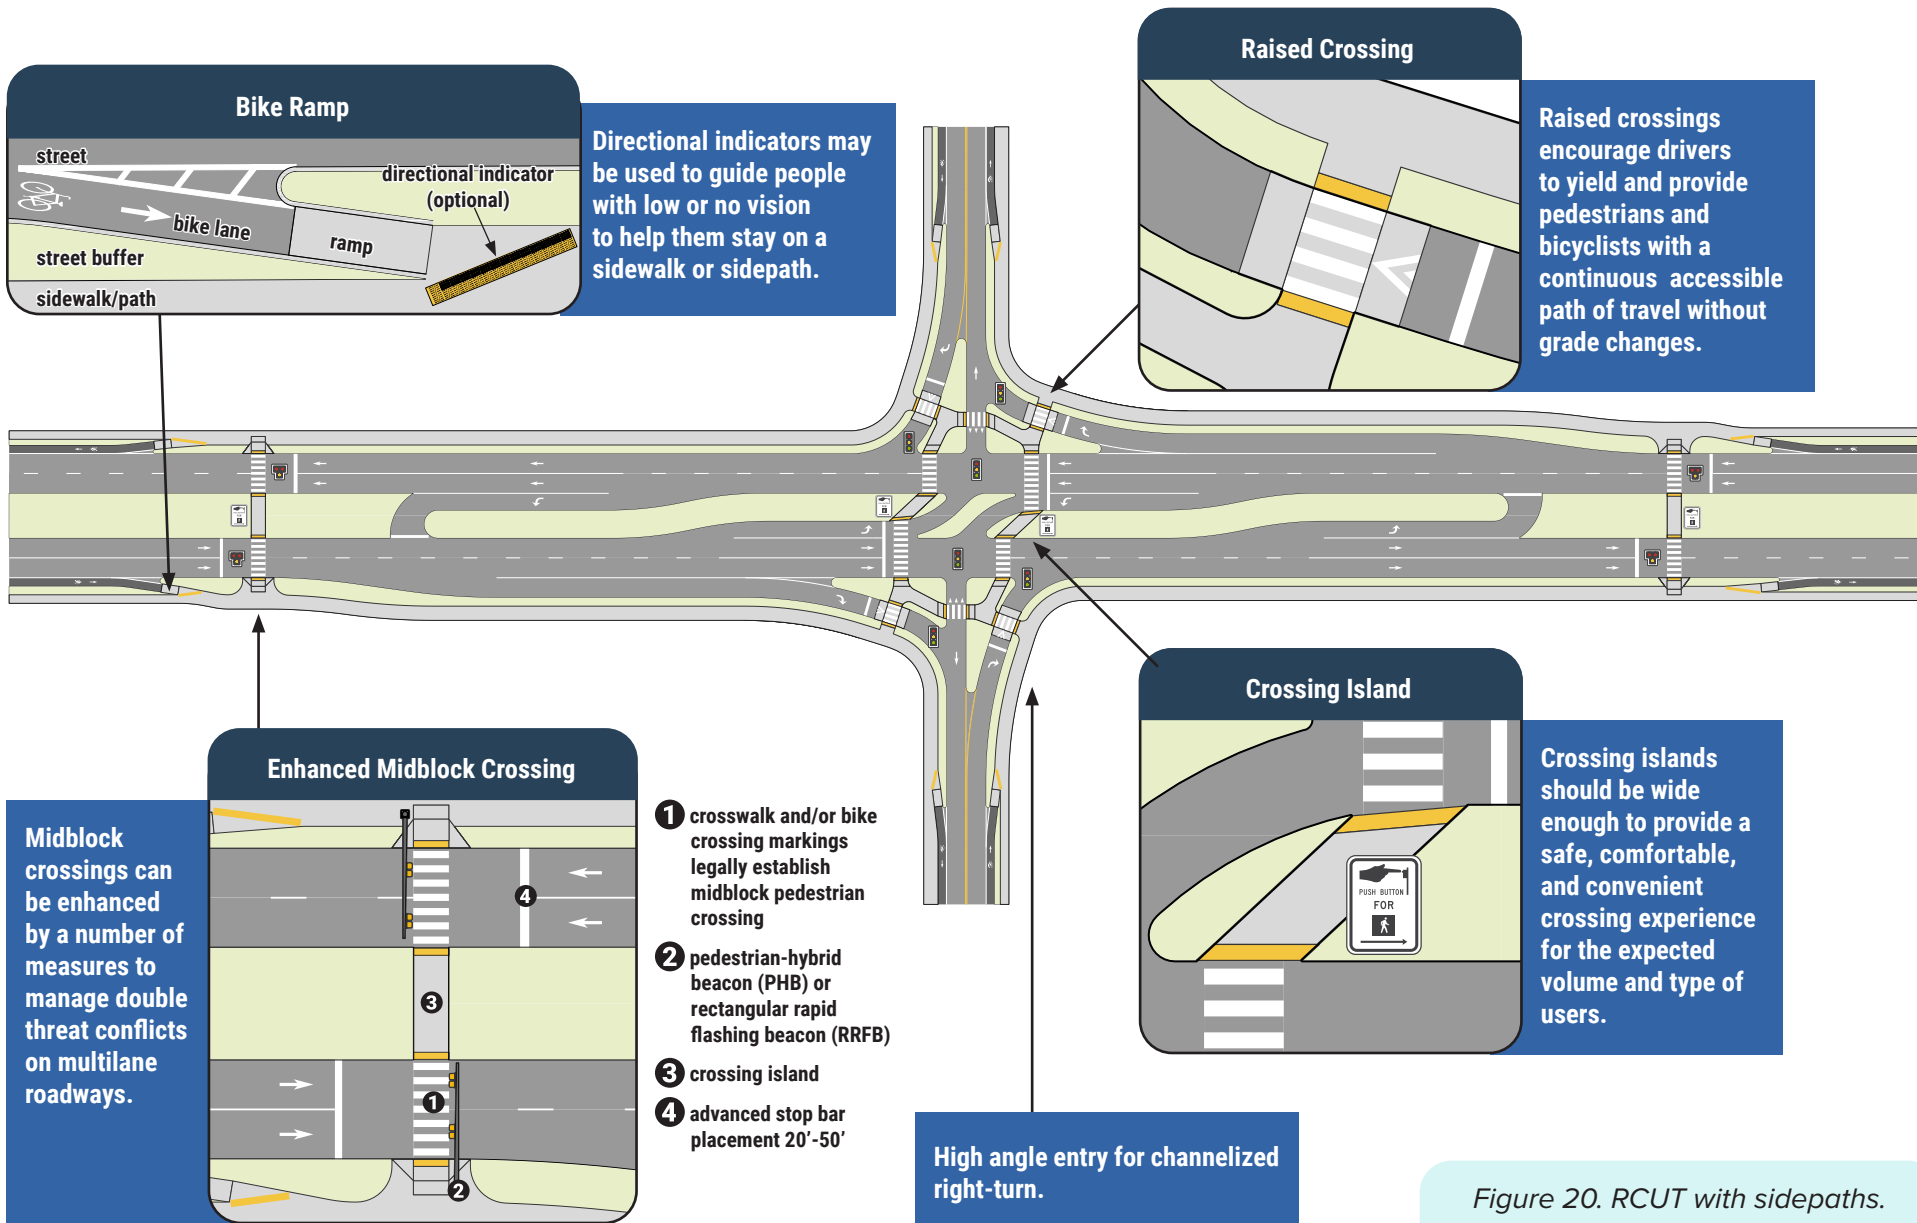 Bike Ramp
street
directional indicator
(optional)
bike lane
ramp
street buffer
sidewalk/path
Directional indicators may
be used to guide people
with low or no vision
to help them stay on a
sidewalk or sidepath.
Raised Crossing
Raised crossings
encourage drivers
to yield and provide
pedestrians and
bicyclists with a
continuous accessible
path of travel without
grade changes.
Enhanced Midblock Crossing
4
3
1
2
Midblock
crossings can
be enhanced
by a number of
measures to
manage double
threat conflicts
on multilane
roadways.
1 crosswalk and/or bike
crossing markings
legally establish
midblock pedestrian
crossing
2 pedestrian-hybrid
beacon (PHB) or
rectangular rapid
flashing beacon (RRFB)
3 crossing island
4 advanced stop bar
placement 20’-50’
High angle entry for channelized
right-turn.
Crossing Island
PUSH BUTTON
FOR
Crossing islands
should be wide
enough to provide a
safe, comfortable,
and convenient
crossing experience
for the expected
volume and type of
users.
Figure 20. RCUT with sidepaths.